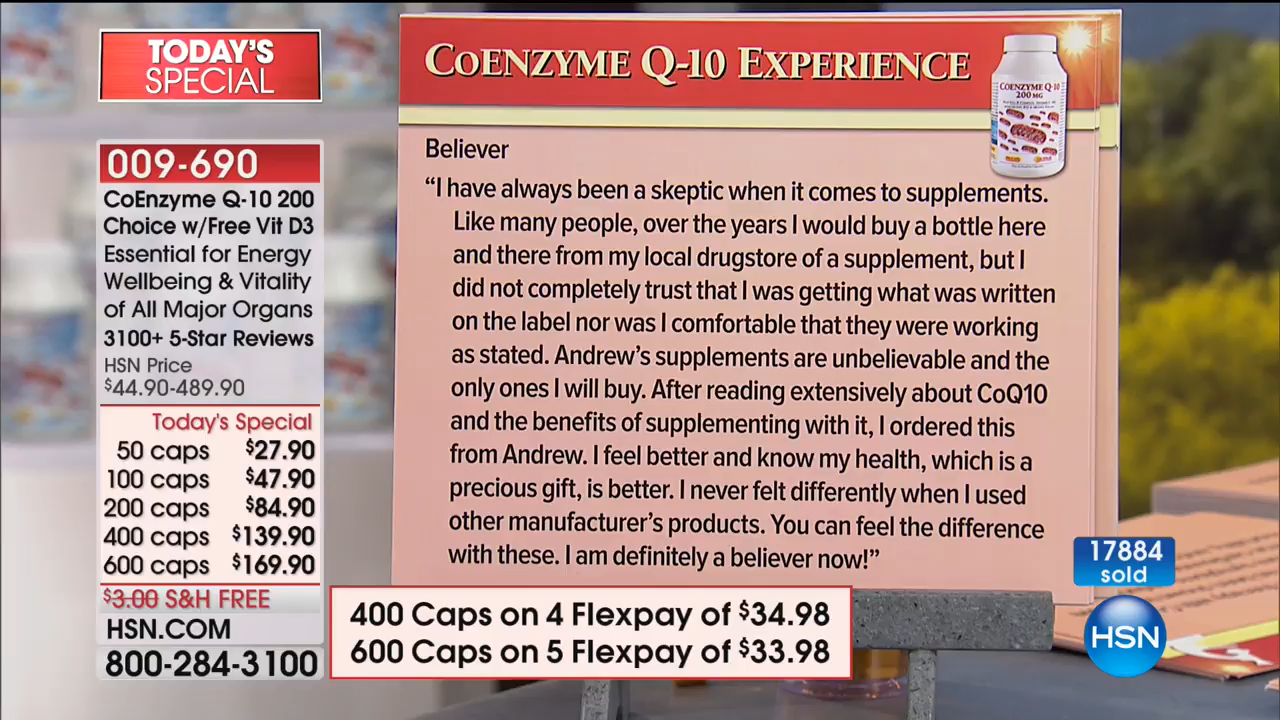 TODAY'S
SPECIAL
009-690
CoEnzyme Q-10 200
Choice w/Free Vit D3
Essential for Energy
Wellbeing & Vitality
of All Major Organs
3100+ 5-Star Reviews
HSN Price
$44.90-489.90
Today's Special
50 caps $27.90
100 caps $47.90
200 caps $84.90
400 caps $139.90
600 caps $169.90
$3.00 S&H FREE
HSN.COM
800-284-3100
COENZYME Q-10 EXPERIENCE
COENZYME Q-10
200 MG
Believer
“I have always been a skeptic when it comes to supplements.
Like many people, over the years I would buy a bottle here
and there from my local drugstore of a supplement, but I
did not completely trust that I was getting what was written
on the label nor was I comfortable that they were working
as stated. Andrew’s supplements are unbelievable and the
only ones I will buy. After reading extensively about CoQ10
and the benefits of supplementing with it, I ordered this
from Andrew. I feel better and know my health, which is a
precious gift, is better. I never felt differently when I used
other manufacturer’s products. You can feel the difference
with these. I am definitely a believer now!”
400 Caps on 4 Flexpay of $34.98
600 Caps on 5 Flexpay of $33.98
17884
sold
HSN